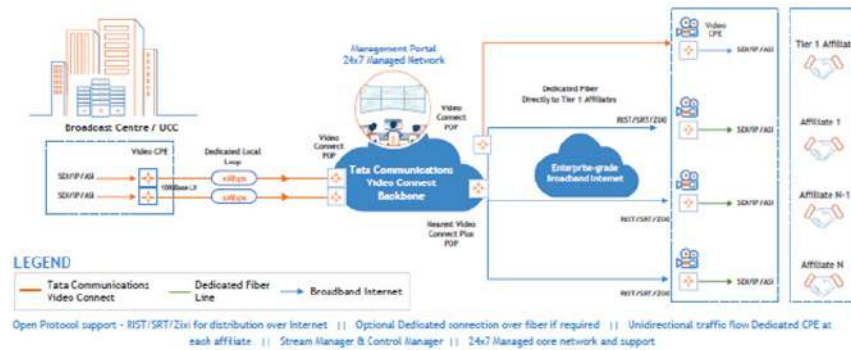 Management Portal
24x7 Managed Network
Broadcast Centre / UCC
Video CPE
Dedicated Local
Loop
SDI/IP/ASI
SDI/IP/ASI
Video
Connect
POP
Tata Communications
Video Connect
Backbone
Video
Connect
POP
Nearest Video
Connect Plus
POP
Dedicated Fiber
Directly to Tier 1 Affiliates
RIST/SRT/Zixi
Enterprise-grade
Broadband Internet
RIST/SRT/Zixi
RIST/SRT/Zixi
Video
CPE
SDI/IP/ASI
SDI/IP/ASI
SDI/IP/ASI
SDI/IP/ASI
Tier 1 Affiliate
Affiliate 1
Affiliate N-1
Affiliate N
LEGEND
Tata Communications
Video Connect
Dedicated Fiber
Line
Broadband Internet
Open Protocol support - RIST/SRT/Zixi for distribution over Internet || Optional Dedicated connection over fiber if required || Unidirectional traffic flow Dedicated CPE at
each affiliate || Stream Manager & Control Manager || 24x7 Managed core network and support